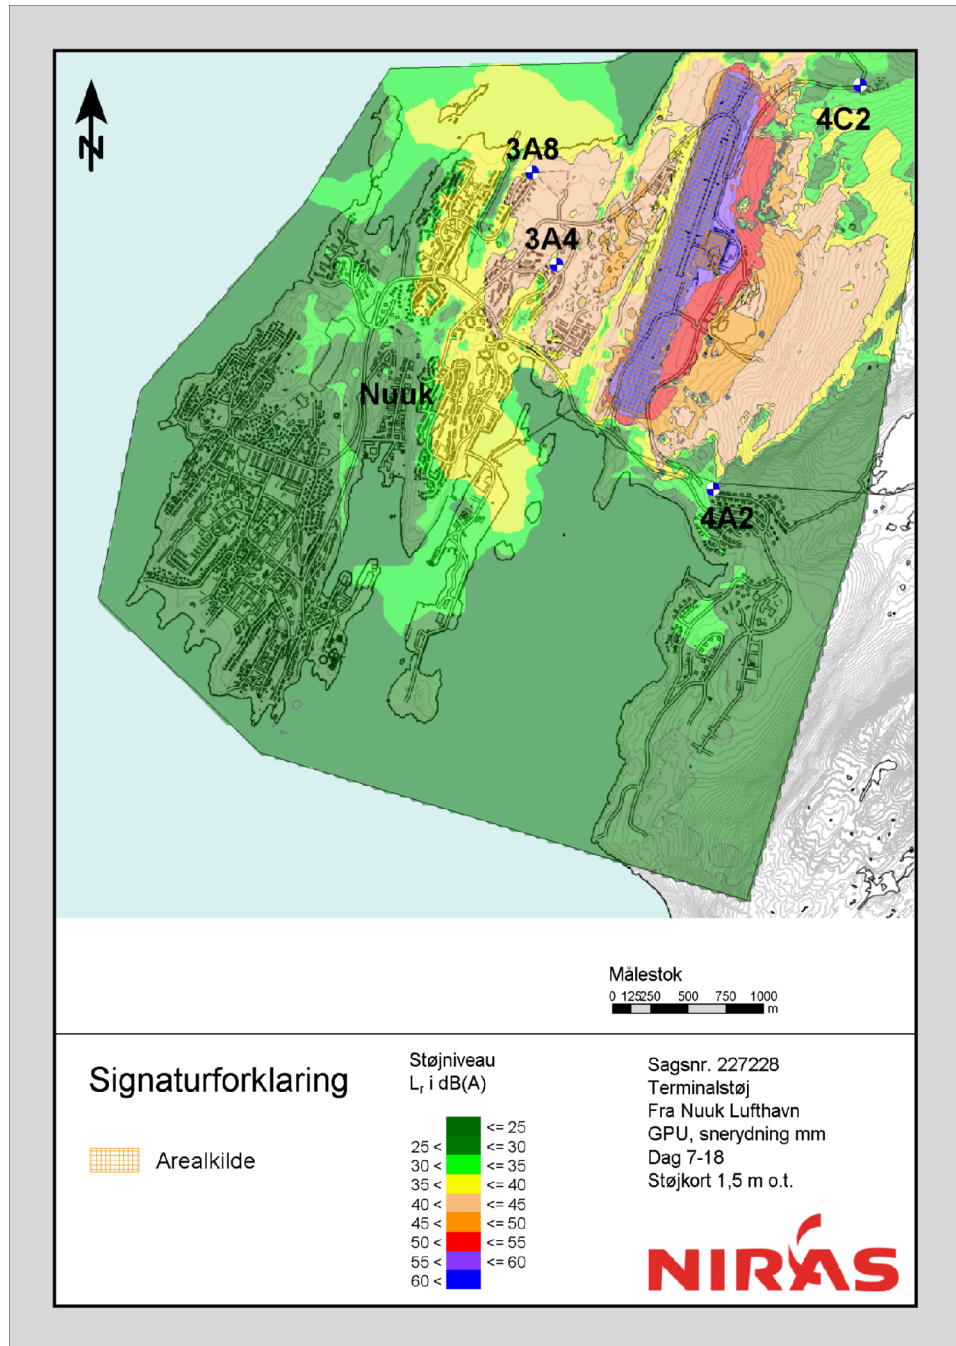 N
4C2
3A8
3A4
Nuuk
4A2
Målestok
0 125250 500 750 1000
m
Signaturforklaring
Arealkilde
Støjniveau
Lr i dB(A)
<= 25
25 < <= 30
30 < <= 35
35 < <= 40
40 < <= 45
45 < <= 50
50 < <= 55
55 < <= 60
60 <
Sagsnr. 227228
Terminalstøj
Fra Nuuk Lufthavn
GPU, snerydning mm
Dag 7-18
Støjkort 1,5 m o.t.
NIRAS